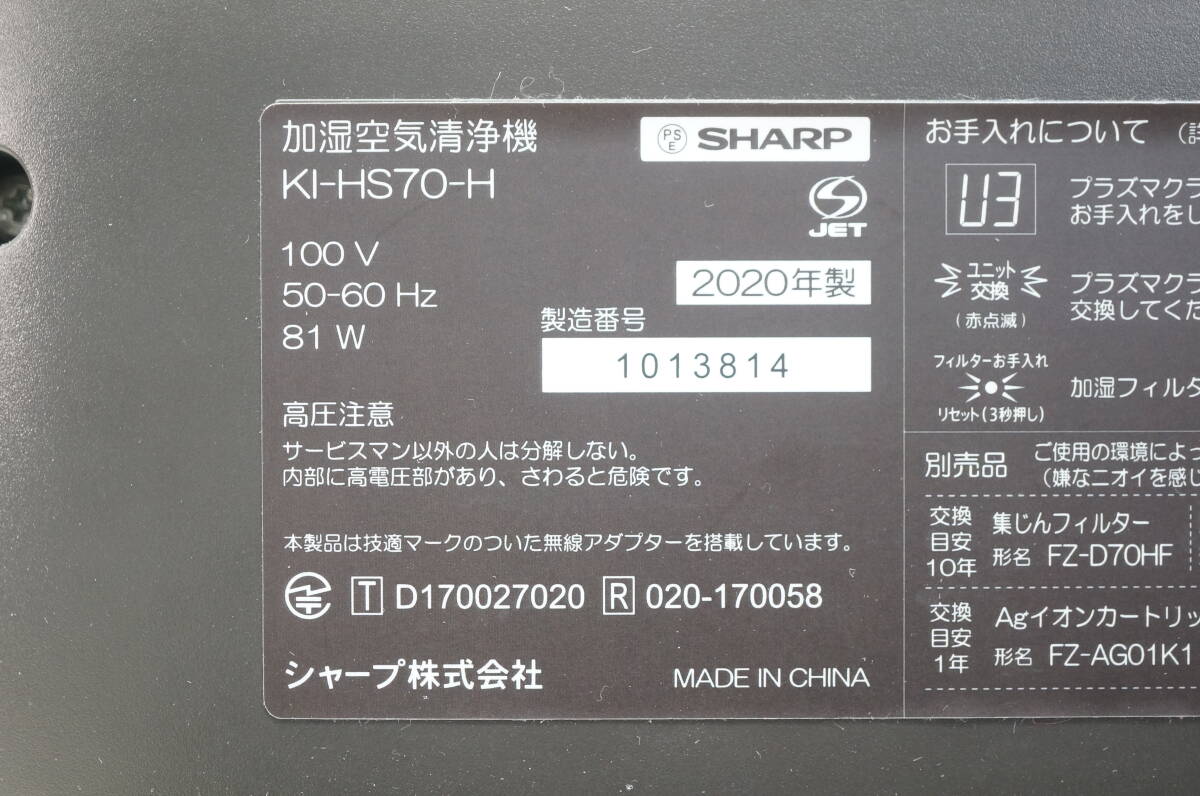 加湿空気清浄機
KI-HS70-H
PS E SHARP
JET
100 V
50-60 Hz
81 W
2020年製
製造番号
1013814
高圧注意
サービスマン以外の人は分解しない。
内部に高電圧部があり、さわると危険です。
本製品は技適マークのついた無線アダプターを搭載しています。
T D170027020 R 020-170058
シャープ株式会社
MADE IN CHINA
お手入れについて
U3
プラズマクラ
お手入れをし
ユニット
交換
(赤点滅)
プラズマクラ
交換してくだ
フィルターお手入れ
リセット(3秒押し)
加湿フィルタ
別売品
ご使用の環境によっ
(嫌なニオイを感じ
交換
目安
10年
集じんフィルター
形名 FZ-D70HF
交換
目安
1年
Agイオンカートリッ
形名 FZ-AG01K1